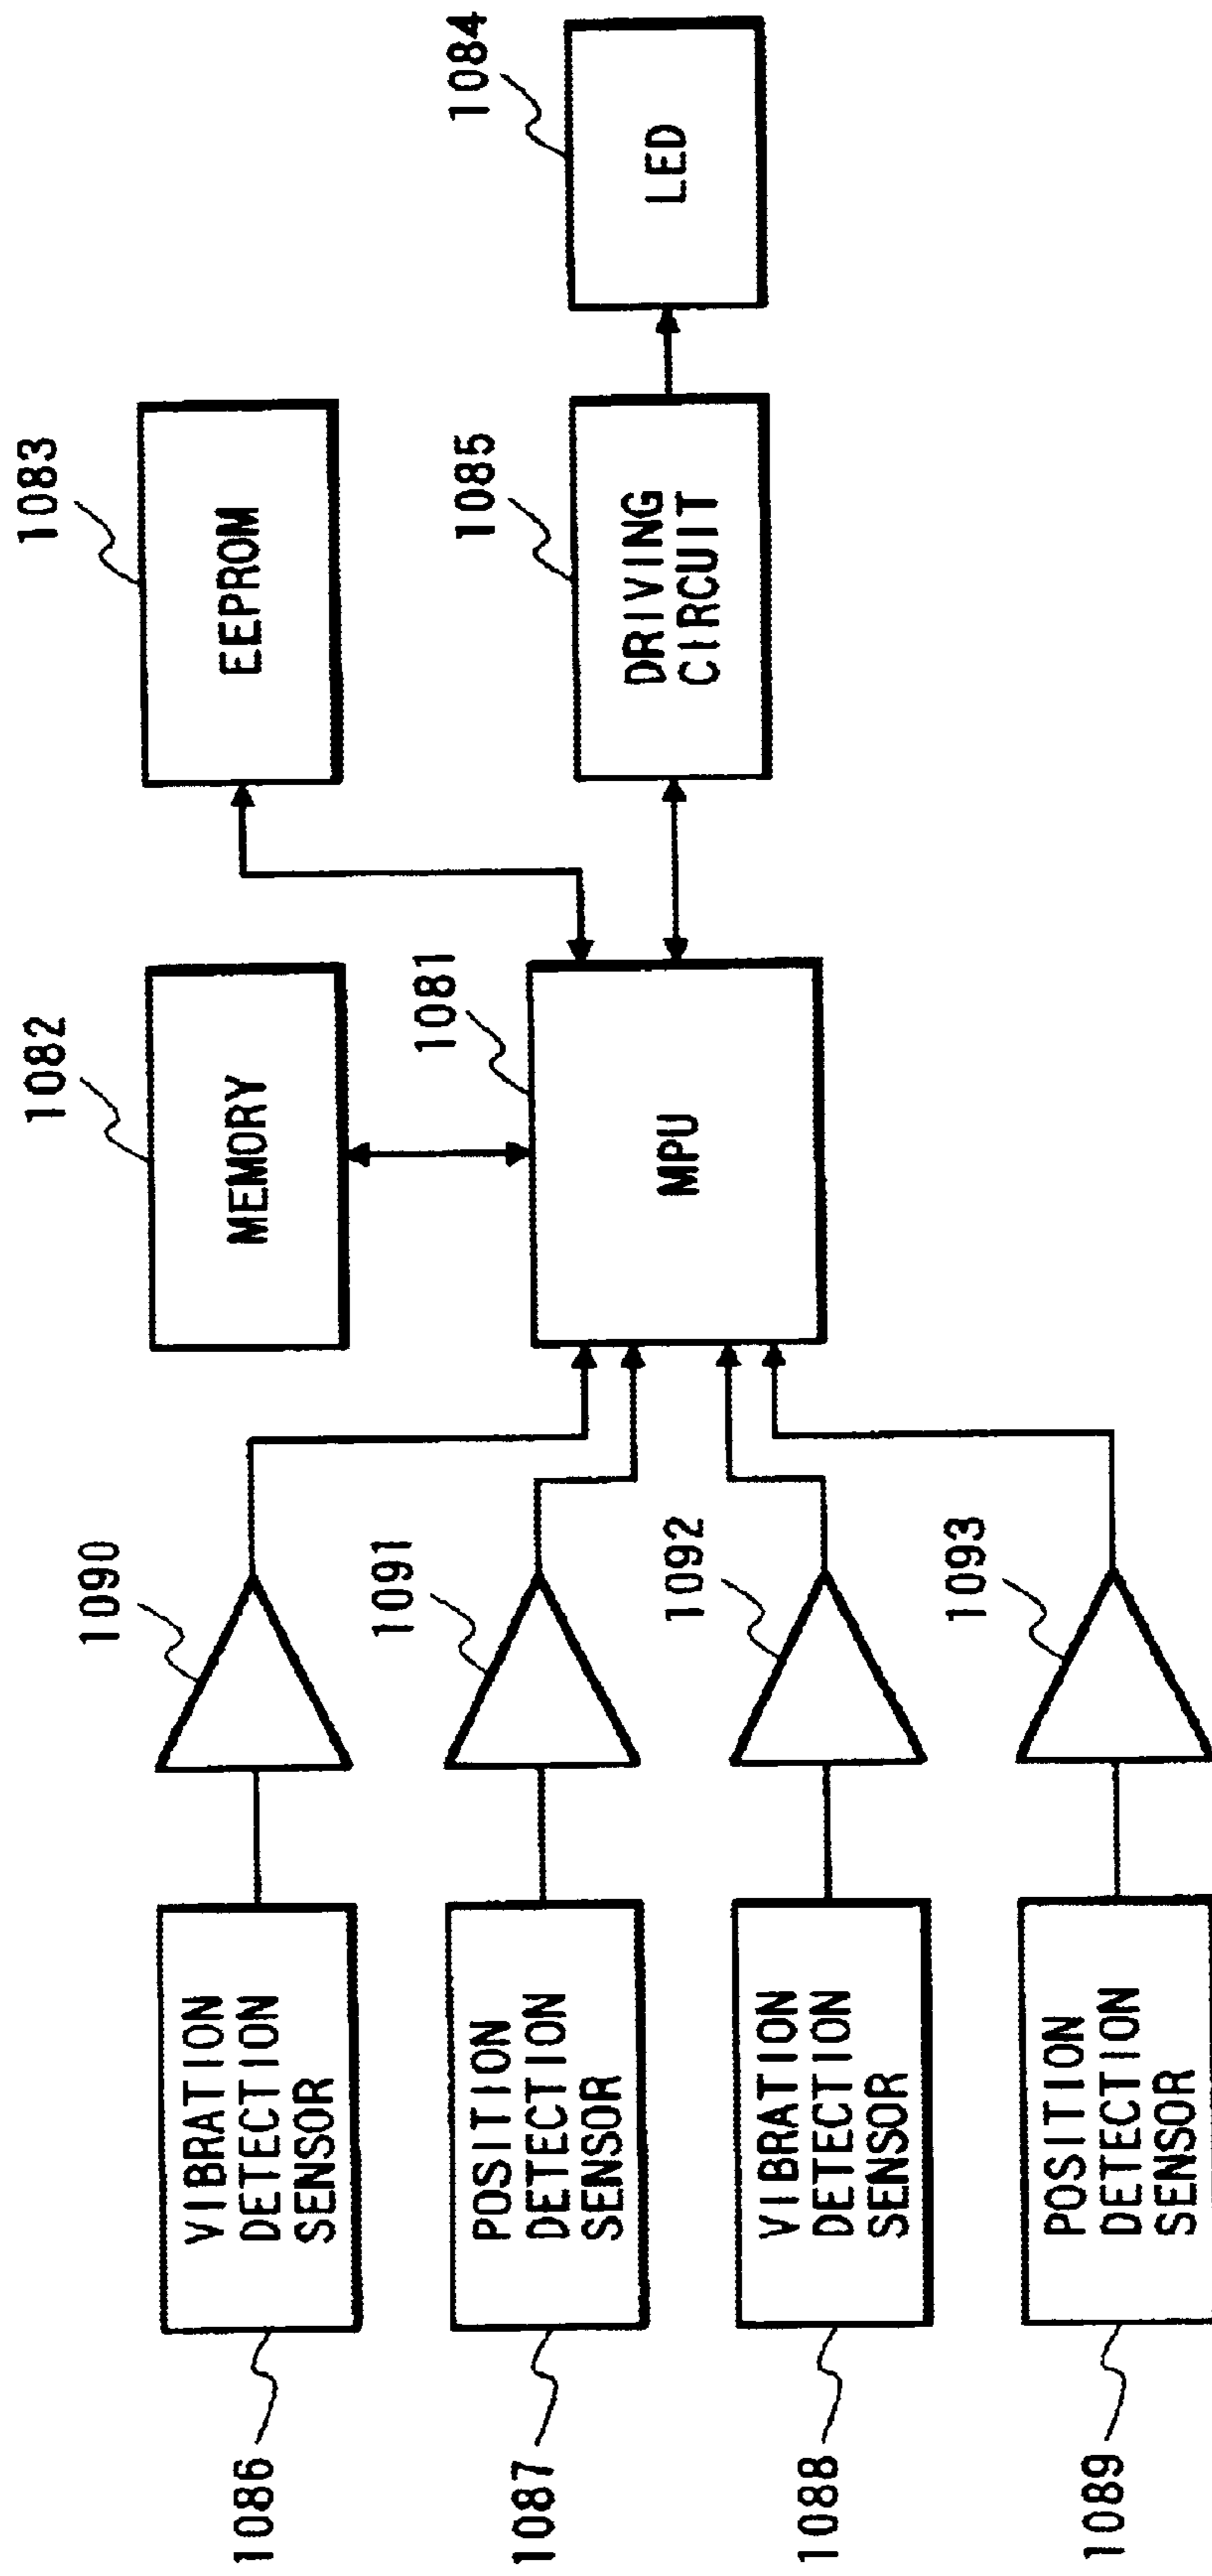 1086
VIBRATION
DETECTION
SENSOR
1090
1087
POSITION
DETECTION
SENSOR
1091
1088
VIBRATION
DETECTION
SENSOR
1092
1089
POSITION
DETECTION
SENSOR
1093
1082
MEMORY
1081
MPU
1083
EEPROM
1085
DRIVING
CIRCUIT
1084
LED